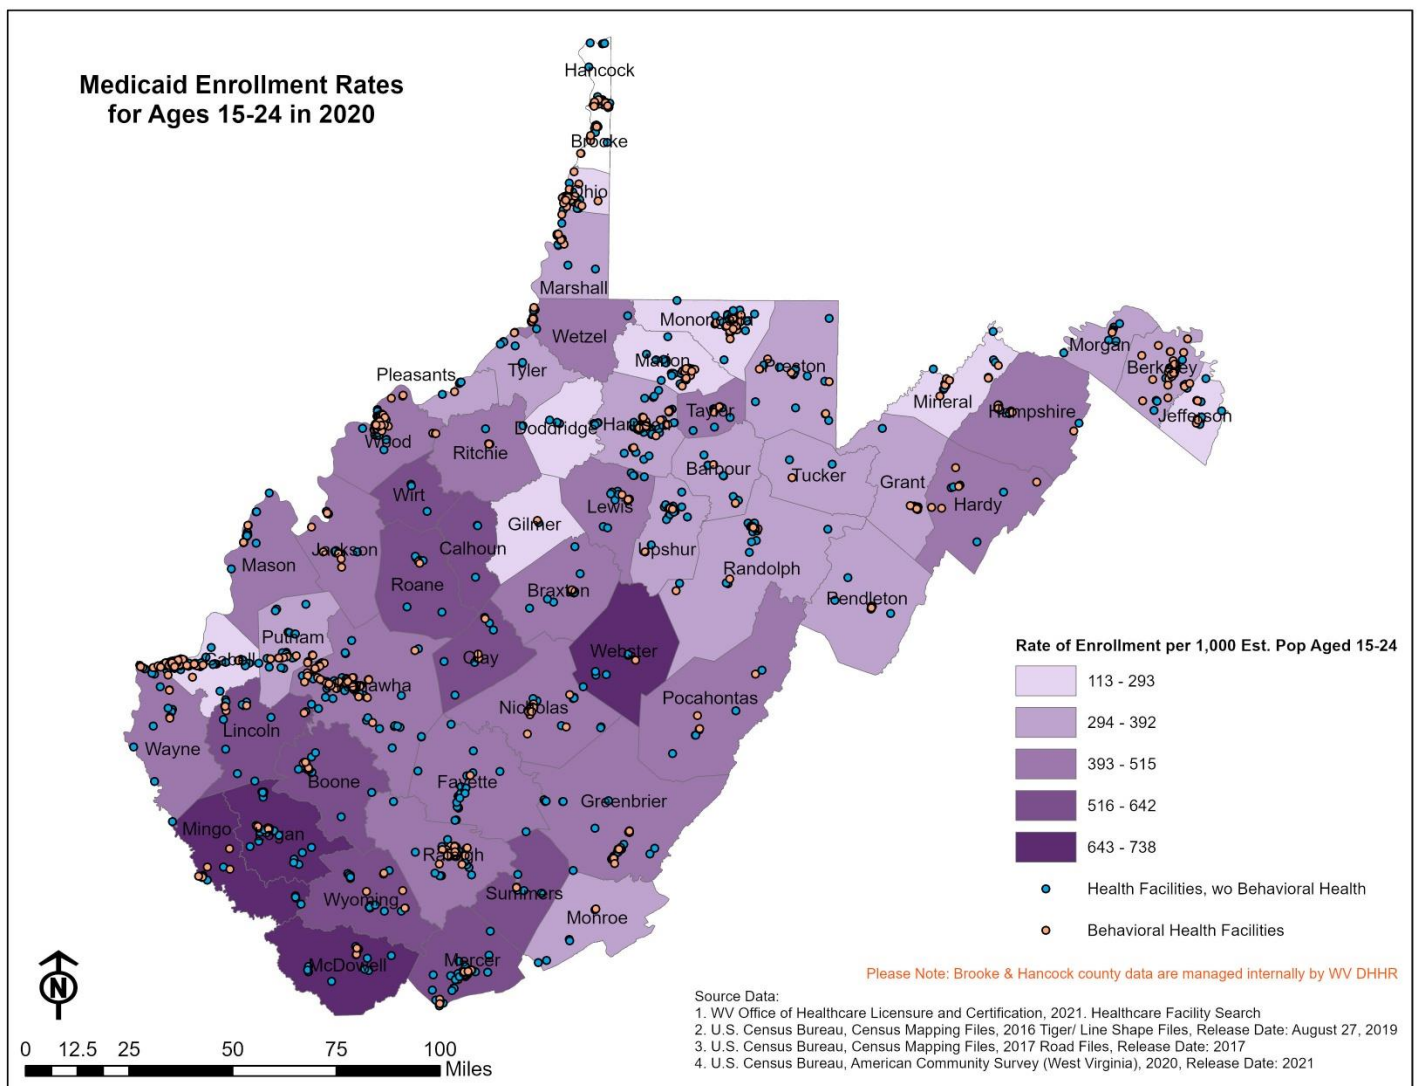 Medicaid Enrollment Rates
for Ages 15-24 in 2020
Hancock
Brooke
Ohio
Marshall
Wetzel
Monongalia
Marion
Preston
Morgan
Berkeley
Jefferson
Mineral
Hampshire
Pleasants
Tyler
Doddridge
Harrison
Taylor
Wood
Ritchie
Barbour
Tucker
Grant
Hardy
Wirt
Gilmer
Lewis
Upshur
Randolph
Pendleton
Calhoun
Jackson
Mason
Roane
Braxton
Putnam
Cabell
Clay
Webster
Kanawha
Nicholas
Pocahontas
Lincoln
Wayne
Boone
Fayette
Greenbrier
Mingo
Logan
Raleigh
Wyoming
Summers
Monroe
McDowell
Mercer
Rate of Enrollment per 1,000 Est. Pop Aged 15-24
113 - 293
294 - 392
393 - 515
516 - 642
643 - 738
Health Facilities, wo Behavioral Health
Behavioral Health Facilities
Please Note: Brooke & Hancock county data are managed internally by WV DHHR
Source Data:
1. WV Office of Healthcare Licensure and Certification, 2021. Healthcare Facility Search
2. U.S. Census Bureau, Census Mapping Files, 2016 Tiger/ Line Shape Files, Release Date: August 27, 2019
3. U.S. Census Bureau, Census Mapping Files, 2017 Road Files, Release Date: 2017
4. U.S. Census Bureau, American Community Survey (West Virginia), 2020, Release Date: 2021
N
0 12.5 25 50 75 100
Miles